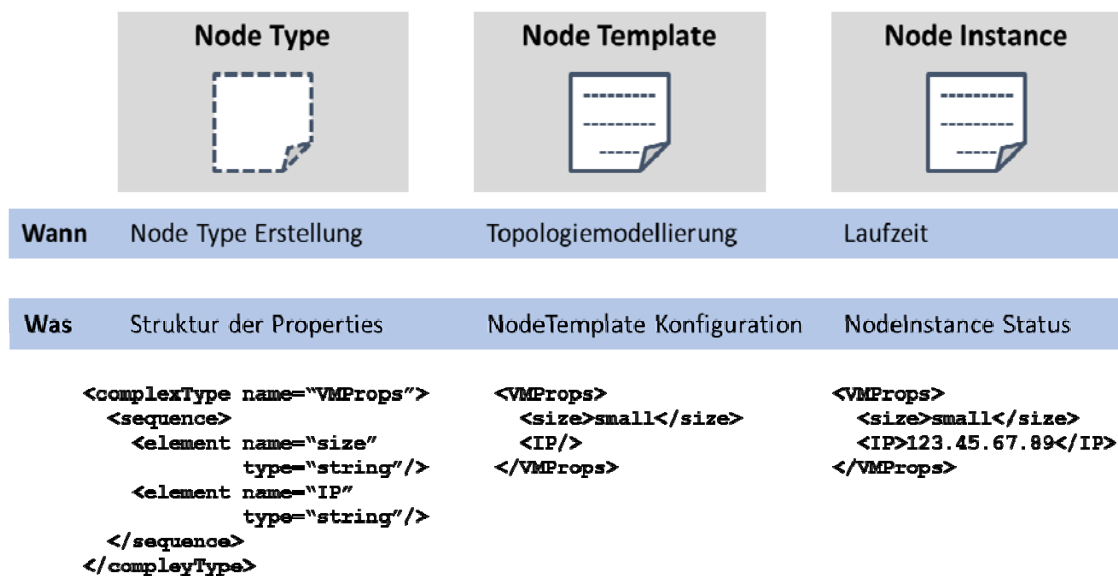 Node Type
Node Template
Node Instance
Wann Node Type Erstellung Topologiemodellierung Laufzeit
Was Struktur der Properties NodeTemplate Konfiguration NodeInstance Status
<complexType name=“VMProps”>
<sequence>
<element name=“size”
type=“string”/>
<element name=“IP”
type=“string”/>
</sequence>
</compleyType>
<VMProps>
<size>small</size>
<IP/>
</VMProps>
<VMProps>
<size>small</size>
<IP>123.45.67.89</IP>
</VMProps>